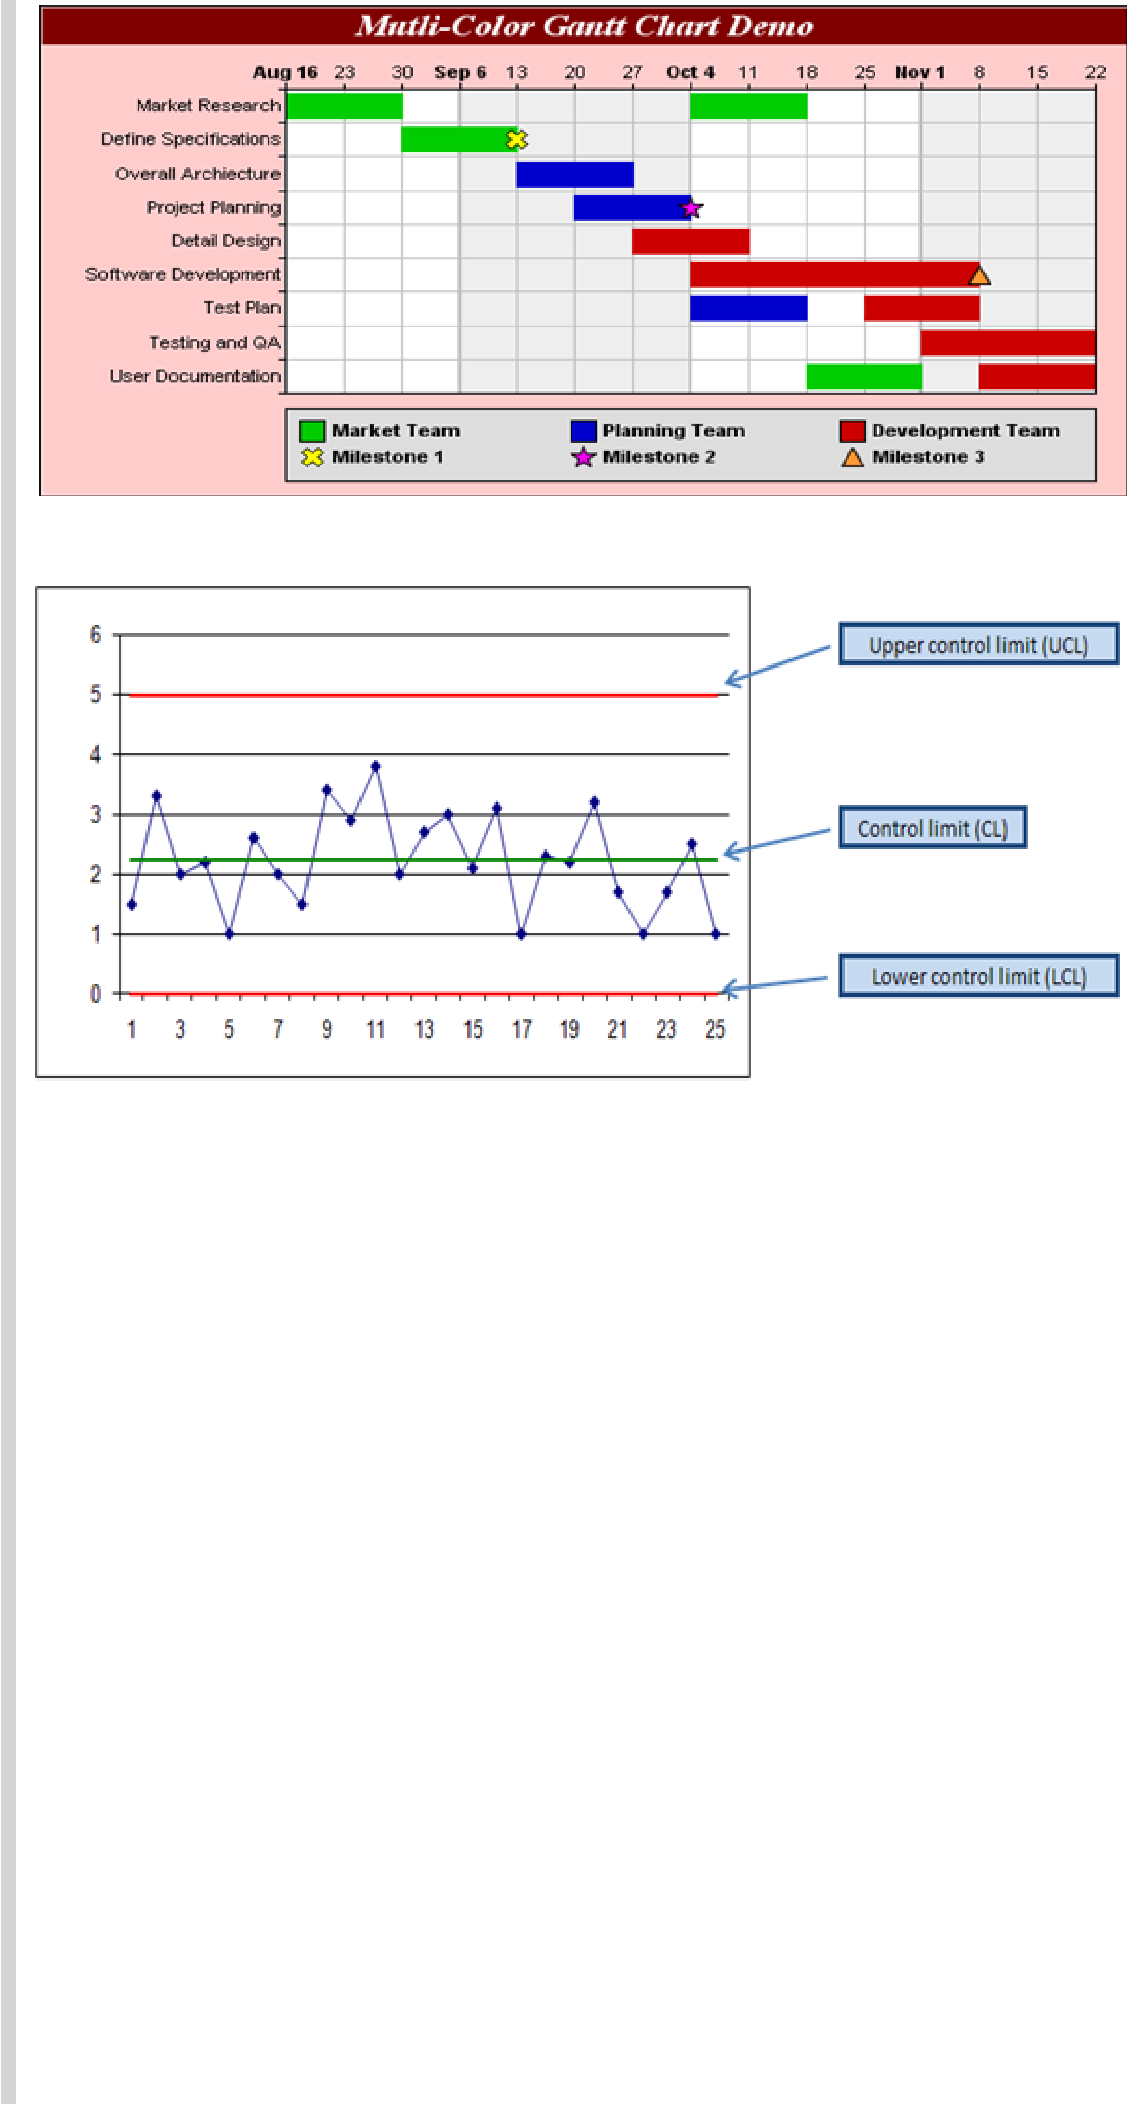 Mutli-Color Gantt Chart Demo
Aug 16 23 30 Sep 6 13 20 27 Oct 4 11 18 25 Nov 1 8 15 22
Market Research
Define Specifications
Overall Archiecture
Project Planning
Detail Design
Software Development
Test Plan
Testing and QA
User Documentation
Market Team Planning Team Development Team
Milestone 1 Milestone 2 Milestone 3
6
Upper control limit (UCL)
5
4
3
Control limit (CL)
2
1
Lower control limit (LCL)
0
1 3 5 7 9 11 13 15 17 19 21 23 25